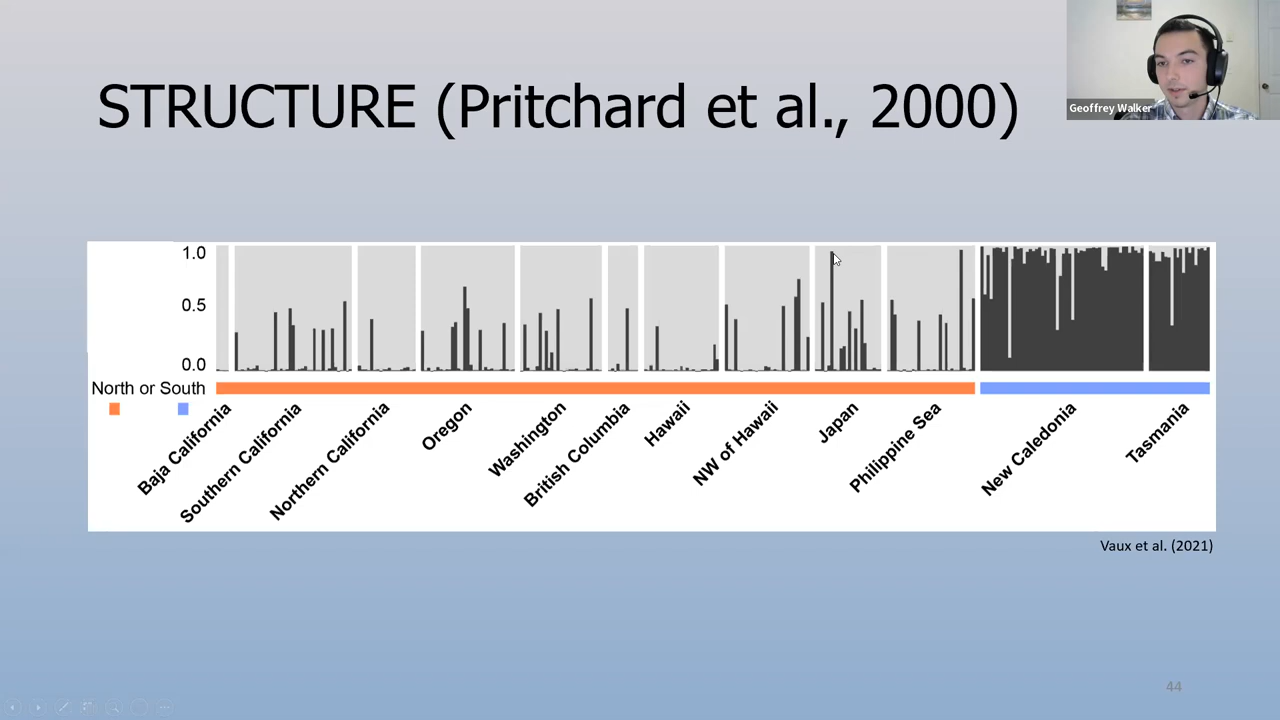 STRUCTURE (Pritchard et al., 2000)
Geoffrey Walker
1.0
0.5
0.0
North or South
Baja California
Southern California
Northern California
Oregon
Washington
British Columbia
Hawaii
NW of Hawaii
Japan
Philippine Sea
New Caledonia
Tasmania
Vaux et al. (2021)
44